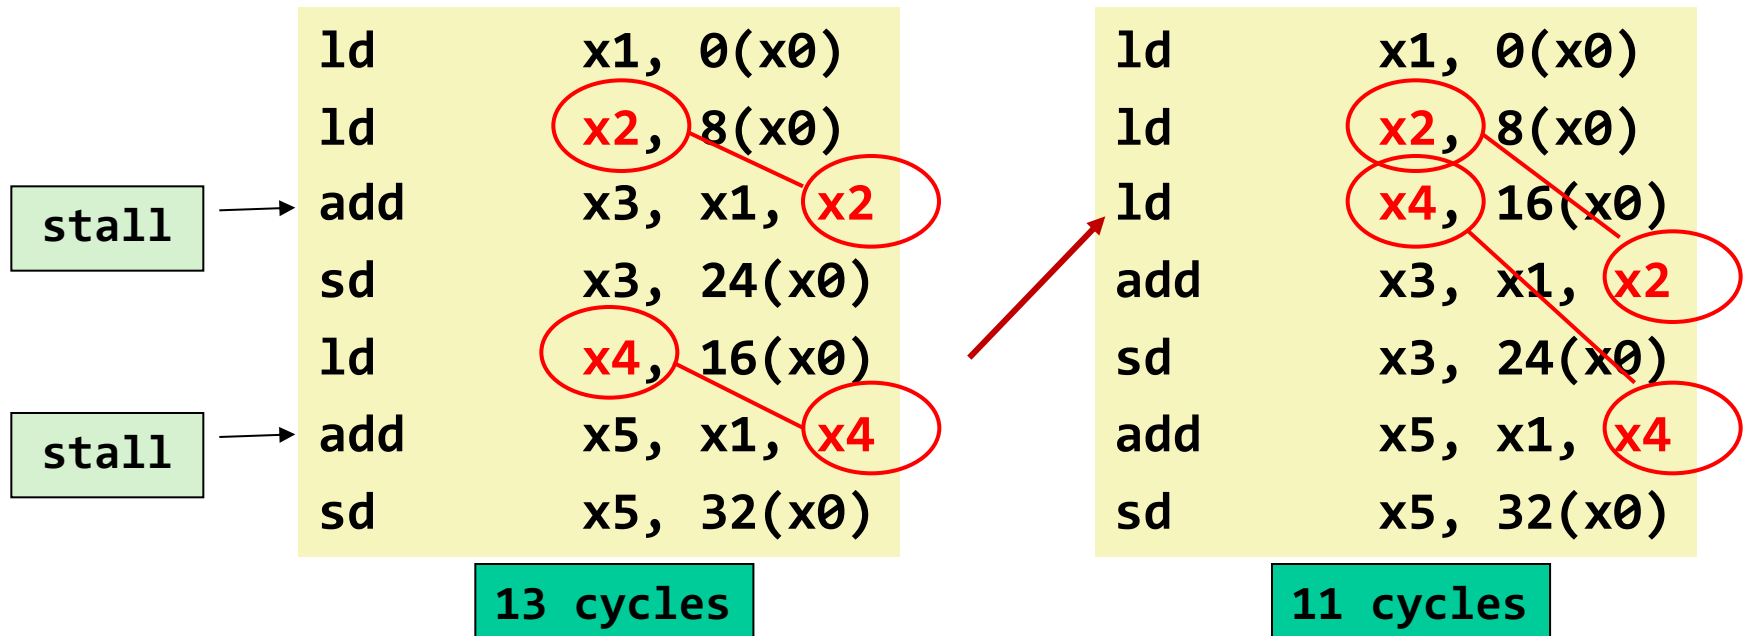 ld x1, 0(x0)
ld x2, 8(x0)
stall
add x3, x1, x2
sd x3, 24(x0)
ld x4, 16(x0)
stall
add x5, x1, x4
sd x5, 32(x0)
13 cycles
ld x1, 0(x0)
ld x2, 8(x0)
ld x4, 16(x0)
add x3, x1, x2
sd x3, 24(x0)
add x5, x1, x4
sd x5, 32(x0)
11 cycles